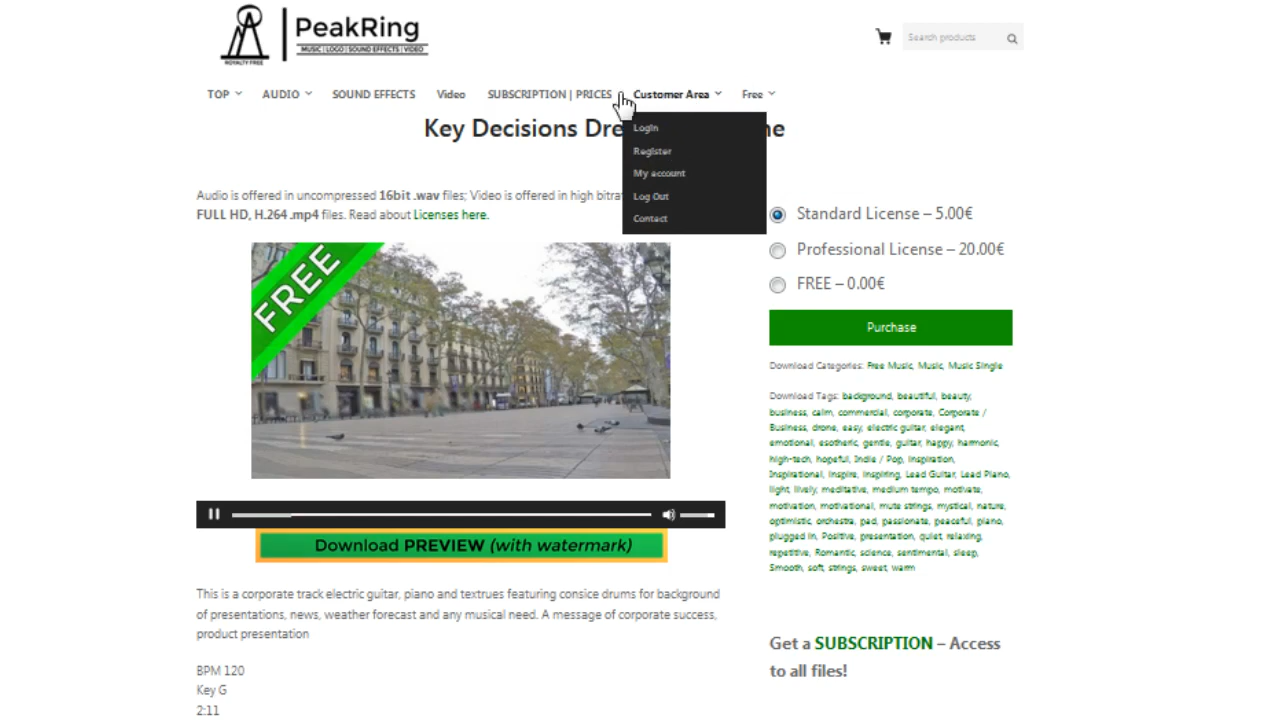 PeakRing
MUSIC | LOGO | SOUND EFFECTS | VIDEO
ROYALTY FREE
Search products
TOP AUDIO SOUND EFFECTS Video SUBSCRIPTION | PRICES Customer Area Free
Login
Register
My account
Log Out
Contact
Key Decisions
Audio is offered in uncompressed 16bit .wav files; Video is offered in high
FULL HD, H.264 .mp4 files. Read about Licenses here.
FREE
Download PREVIEW (with watermark)
This is a corporate track electric guitar, piano and textrues featuring consice drums for background
of presentations, news, weather forecast and any musical need. A message of corporate success,
product presentation
BPM 120
Key G
2:11
Standard License – 5.00€
Professional License – 20.00€
FREE – 0.00€
Purchase
Download Categories: Free Music, Music, Music Single
Download Tags: background, beautiful, beauty,
business, calm, commercial, corporate, Corporate /
Business, drone, easy, electric guitar, elegant,
emotional, esotheric, gentle, guitar, happy, harmonic,
high-tech, hopeful, Indie / Pop, Inspiration,
Inspirational, Inspire, Inspiring, Lead Guitar, Lead Piano,
light, lively, meditative, medium tempo, motivate,
motivation, motivational, mute strings, mystical, nature,
optimistic, orchestra, pad, passionate, peaceful, piano,
plugged in, Positive, presentation, quiet, relaxing,
repetitive, Romantic, science, sentimental, sleep,
Smooth, soft, strings, sweet, warm
Get a SUBSCRIPTION – Access
to all files!